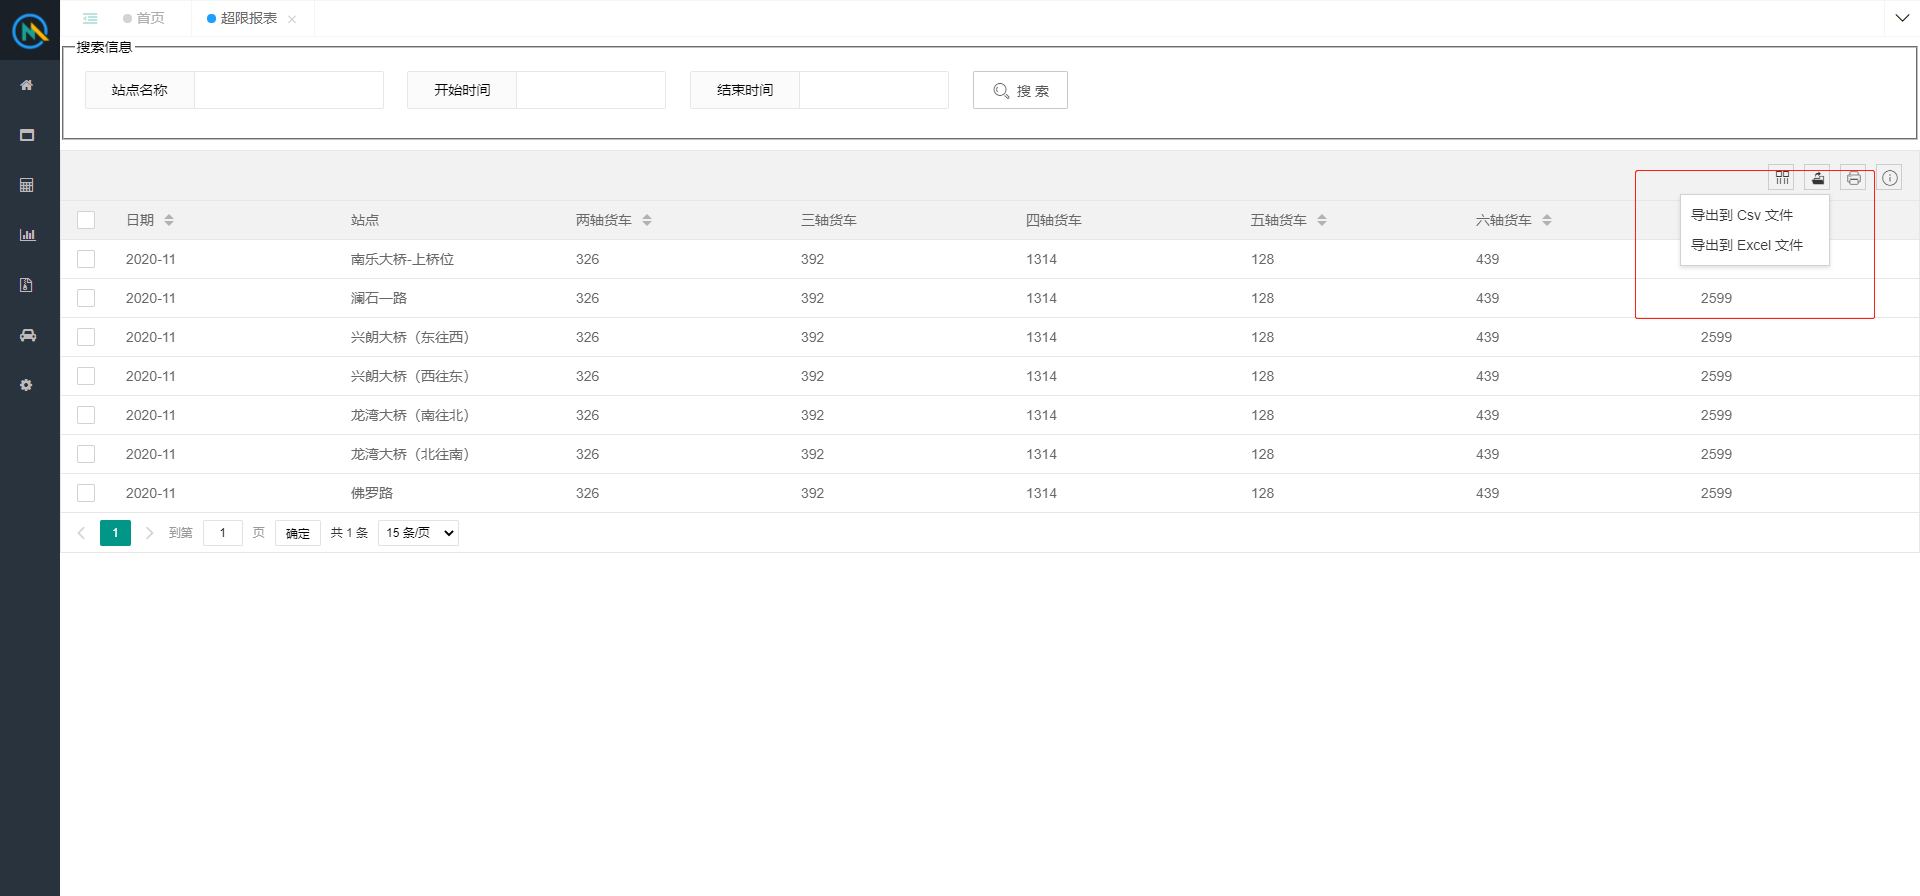 首页
超限报表
搜索信息
站点名称 开始时间 结束时间 搜 索
导出到 Csv 文件
导出到 Excel 文件
日期 站点 两轴货车 三轴货车 四轴货车 五轴货车 六轴货车
2020-11 南乐大桥-上桥位 326 392 1314 128 439
2020-11 澜石一路 326 392 1314 128 439 2599
2020-11 兴朗大桥（东往西） 326 392 1314 128 439 2599
2020-11 兴朗大桥（西往东） 326 392 1314 128 439 2599
2020-11 龙湾大桥（南往北） 326 392 1314 128 439 2599
2020-11 龙湾大桥（北往南） 326 392 1314 128 439 2599
2020-11 佛罗路 326 392 1314 128 439 2599
1 到第 1 页 确定 共 1 条 15 条/页